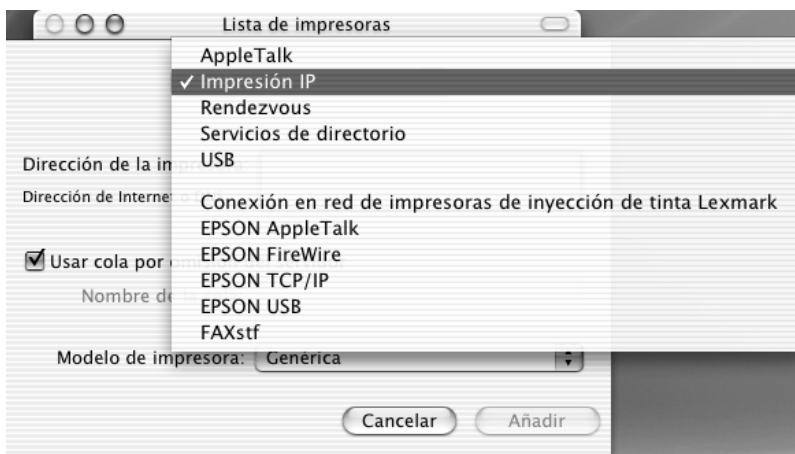 Lista de impresoras
AppleTalk
✓ Impresión IP
Rendezvous
Servicios de directorio
USB
Dirección de la im
Dirección de Internet
Conexión en red de impresoras de inyección de tinta Lexmark
EPSON AppleTalk
EPSON FireWire
Usar cola por
EPSON TCP/IP
EPSON USB
Nombre de
FAXstf
Modelo de impresora: Genérica
Cancelar Añadir